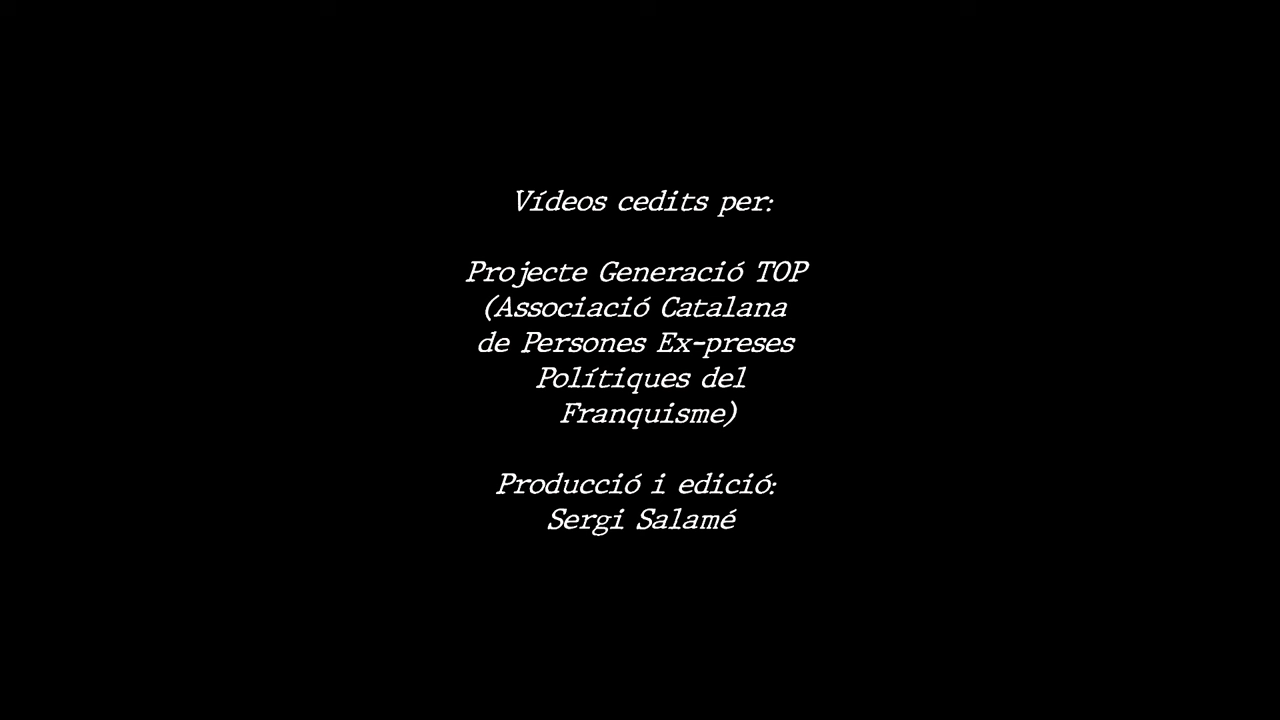 Vídeos cedits per:
Projecte Generació TOP
(Associació Catalana
de Persones Ex-preses
Polítiques del
Franquisme)
Producció i edició:
Sergi Salamé